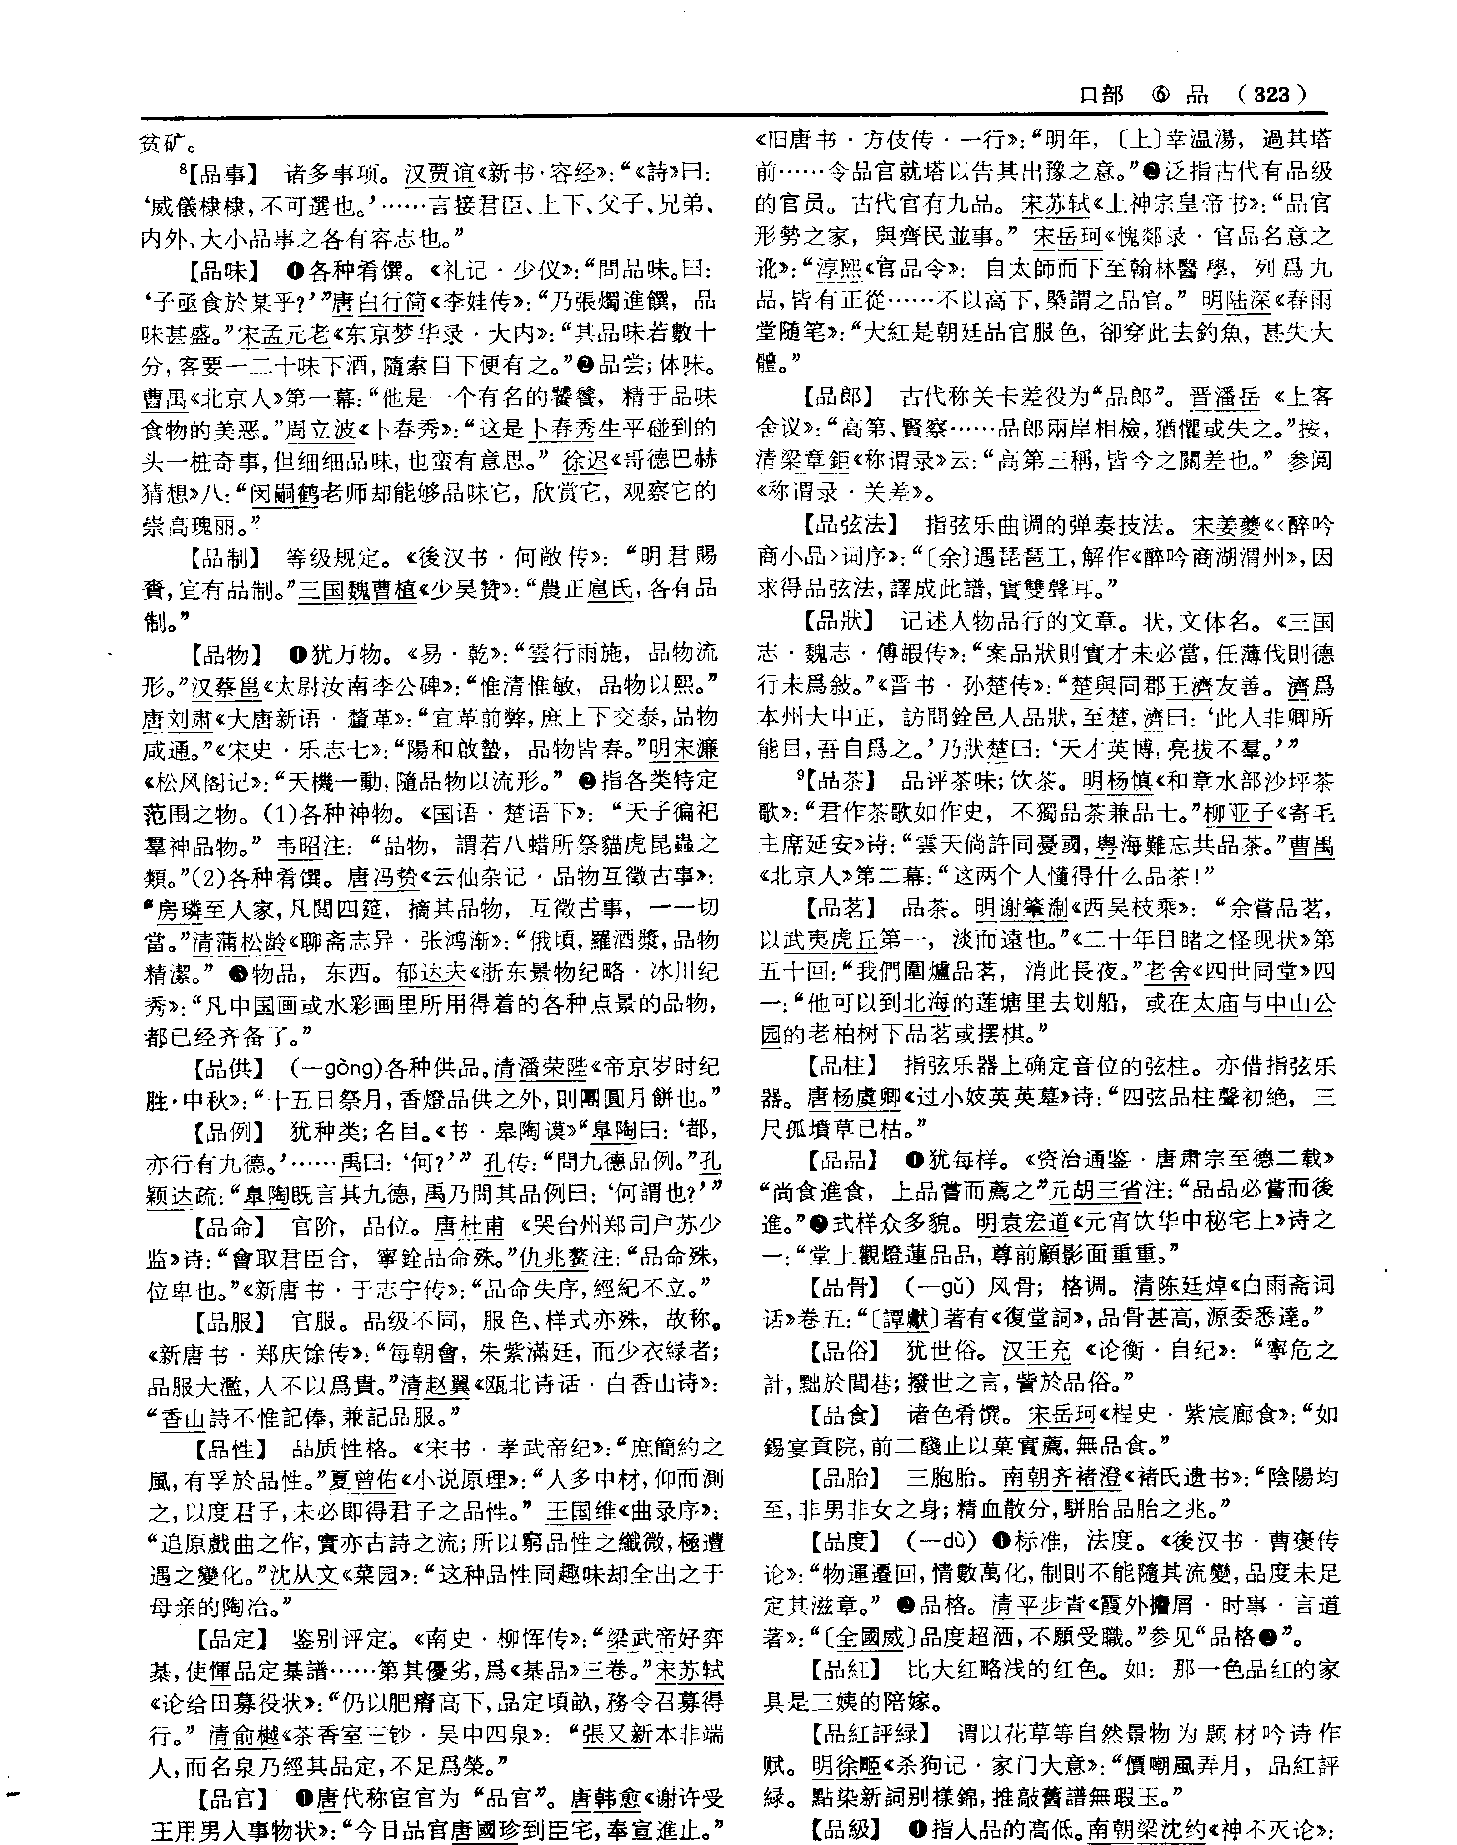 口部 ⑥ 品 (323)
贫矿。
⁸【品事】 诸多事项。汉贾谊《新书·容经》:“《詩》曰:
‘威儀棣棣,不可選也。’……言接君臣、上下、父子、兄弟、
内外,大小品事之各有容志也。”
【品味】 ❶各种肴馔。《礼记·少仪》:“問品味。曰:
‘子亟食於某乎?’”唐白行简《李娃传》:“乃張燭進饌,品
味甚盛。”宋孟元老《东京梦华录·大内》:“其品味若數十
分,客要一二十味下酒,隨索目下便有之。”❷品尝;体味。
曹禺《北京人》第一幕:“他是一个有名的饕餮,精于品味
食物的美恶。”周立波《卜春秀》:“这是卜春秀生平碰到的
头一桩奇事,但细细品味,也蛮有意思。”徐迟《哥德巴赫
猜想》八:“闵嗣鹤老师却能够品味它,欣赏它,观察它的
崇高瑰丽。”
【品制】 等级规定。《後汉书·何敞传》:“明君賜
賚,宜有品制。”三国魏曹植《少昊赞》:“農正扈氏,各有品
制。”
【品物】 ❶犹万物。《易·乾》:“雲行雨施,品物流
形。”汉蔡邕《太尉汝南李公碑》:“惟清惟敏,品物以熙。”
唐刘肃《大唐新语·釐革》:“宜革前弊,庶上下交泰,品物
咸通。”《宋史·乐志七》:“陽和啟蟄,品物皆春。”明宋濂
《松风阁记》:“天機一動,隨品物以流形。”❷指各类特定
范围之物。(1)各种神物。《国语·楚语下》:“天子徧祀
羣神品物。”韦昭注:“品物,謂若八蜡所祭貓虎昆蟲之
類。”(2)各种肴馔。唐冯贽《云仙杂记·品物互徵古事》:
“房璘至人家,凡閲四筵,摘其品物,互徵古事,一一切
當。”清蒲松龄《聊斋志异·张鸿渐》:“俄頃,羅酒漿,品物
精潔。”❸物品,东西。郁达夫《浙东景物纪略·冰川纪
秀》:“凡中国画或水彩画里所用得着的各种点景的品物,
都已经齐备了。”
【品供】 (—gòng)各种供品。清潘荣陛《帝京岁时纪
胜·中秋》:“十五日祭月,香燈品供之外,則團圓月餅也。”
【品例】 犹种类;名目。《书·皋陶谟》“皋陶曰:‘都,
亦行有九德。’……禹曰:‘何?’”孔传:“問九德品例。”孔
颖达疏:“皋陶既言其九德,禹乃問其品例曰:‘何謂也?’”
【品命】 官阶,品位。唐杜甫《哭台州郑司户苏少
监》诗:“會取君臣合,寧銓品命殊。”仇兆鳌注:“品命殊,
位卑也。”《新唐书·于志宁传》:“品命失序,經紀不立。”
【品服】 官服。品级不同,服色、样式亦殊,故称。
《新唐书·郑庆馀传》:“每朝會,朱紫滿廷,而少衣緑者;
品服大濫,人不以爲貴。”清赵翼《瓯北诗话·白香山诗》:
“香山詩不惟記俸,兼記品服。”
【品性】 品质性格。《宋书·孝武帝纪》:“庶簡約之
風,有孚於品性。”夏曾佑《小说原理》:“人多中材,仰而測
之,以度君子,未必即得君子之品性。”王国维《曲录序》:
“追原戲曲之作,實亦古詩之流;所以窮品性之纖微,極遭
遇之變化。”沈从文《菜园》:“这种品性同趣味却全出之于
母亲的陶冶。”
【品定】 鉴别评定。《南史·柳恽传》:“梁武帝好弈
棊,使惲品定棊譜……第其優劣,爲《棊品》三卷。”宋苏轼
《论给田募役状》:“仍以肥瘠高下,品定頃畝,務令召募得
行。”清俞樾《茶香室三钞·吴中四泉》:“張又新本非端
人,而名泉乃經其品定,不足爲榮。”
【品官】 ❶唐代称宦官为“品官”。唐韩愈《谢许受
王用男人事物状》:“今日品官唐國珍到臣宅,奉宣進止。”
《旧唐书·方伎传·一行》:“明年,〔上〕幸温湯,過其塔
前……令品官就塔以告其出豫之意。”❷泛指古代有品级
的官员。古代官有九品。宋苏轼《上神宗皇帝书》:“品官
形勢之家,與齊民並事。”宋岳珂《愧郯录·官品名意之
讹》:“淳熙《官品令》:自太師而下至翰林醫學,列爲九
品,皆有正從……不以高下,槩謂之品官。”明陆深《春雨
堂随笔》:“大紅是朝廷品官服色,卻穿此去釣魚,甚失大
體。”
【品郎】 古代称关卡差役为“品郎”。晋潘岳《上客
舍议》:“高第、賢察……品郎兩岸相檢,猶懼或失之。”按,
清梁章鉅《称谓录》云:“高第三稱,皆今之關差也。”参阅
《称谓录·关差》。
【品弦法】 指弦乐曲调的弹奏技法。宋姜夔《〈醉吟
商小品〉词序》:“〔余〕遇琵琶工,解作《醉吟商湖渭州》,因
求得品弦法,譯成此譜,實雙聲耳。”
【品狀】 记述人物品行的文章。状,文体名。《三国
志·魏志·傅嘏传》:“案品狀則實才未必當,任薄伐則德
行未爲敍。”《晋书·孙楚传》:“楚與同郡王濟友善。濟爲
本州大中正,訪問銓邑人品狀,至楚,濟曰:‘此人非卿所
能目,吾自爲之。’乃狀楚曰:‘天才英博,亮拔不羣。’”
⁹【品茶】 品评茶味;饮茶。明杨慎《和章水部沙坪茶
歌》:“君作茶歌如作史,不獨品茶兼品士。”柳亚子《寄毛
主席延安》诗:“雲天倘許同憂國,粤海難忘共品茶。”曹禺
《北京人》第二幕:“这两个人懂得什么品茶!”
【品茗】 品茶。明谢肇淛《西吴枝乘》:“余嘗品茗,
以武夷虎丘第一,淡而遠也。”《二十年目睹之怪现状》第
五十回:“我們圍爐品茗,消此長夜。”老舍《四世同堂》四
一:“他可以到北海的莲塘里去划船,或在太庙与中山公
园的老柏树下品茗或摆棋。”
【品柱】 指弦乐器上确定音位的弦柱。亦借指弦乐
器。唐杨虞卿《过小妓英英墓》诗:“四弦品柱聲初絶,三
尺孤墳草已枯。”
【品品】 ❶犹每样。《资治通鉴·唐肃宗至德二载》
“尚食進食,上品嘗而薦之”元胡三省注:“品品必嘗而後
進。”❷式样众多貌。明袁宏道《元宵饮华中秘宅上》诗之
一:“堂上觀燈蓮品品,尊前顧影面重重。”
【品骨】 (—gǔ) 风骨;格调。清陈廷焯《白雨斋词
话》卷五:“〔譚獻〕著有《復堂詞》,品骨甚高,源委悉達。”
【品俗】 犹世俗。汉王充《论衡·自纪》:“寧危之
計,黜於閭巷;撥世之言,訾於品俗。”
【品食】 诸色肴馔。宋岳珂《桯史·紫宸廊食》:“如
錫宴貢院,前二醆止以菓實薦,無品食。”
【品胎】 三胞胎。南朝齐褚澄《褚氏遗书》:“陰陽均
至,非男非女之身;精血散分,駢胎品胎之兆。”
【品度】 (—dù) ❶标准,法度。《後汉书·曹褒传
论》:“物運遷回,情數萬化,制則不能隨其流變,品度未足
定其滋章。”❷品格。清平步青《霞外攟屑·时事·言道
著》:“〔全國威〕品度超洒,不願受職。”参见“品格❷”。
【品紅】 比大红略浅的红色。如:那一色品红的家
具是三姨的陪嫁。
【品紅評緑】 谓以花草等自然景物为题材吟诗作
赋。明徐㬇《杀狗记·家门大意》:“價嘲風弄月,品紅評
緑。點染新詞别樣錦,推敲舊譜無瑕玉。”
【品級】 ❶指人品的高低。南朝梁沈约《神不灭论》: